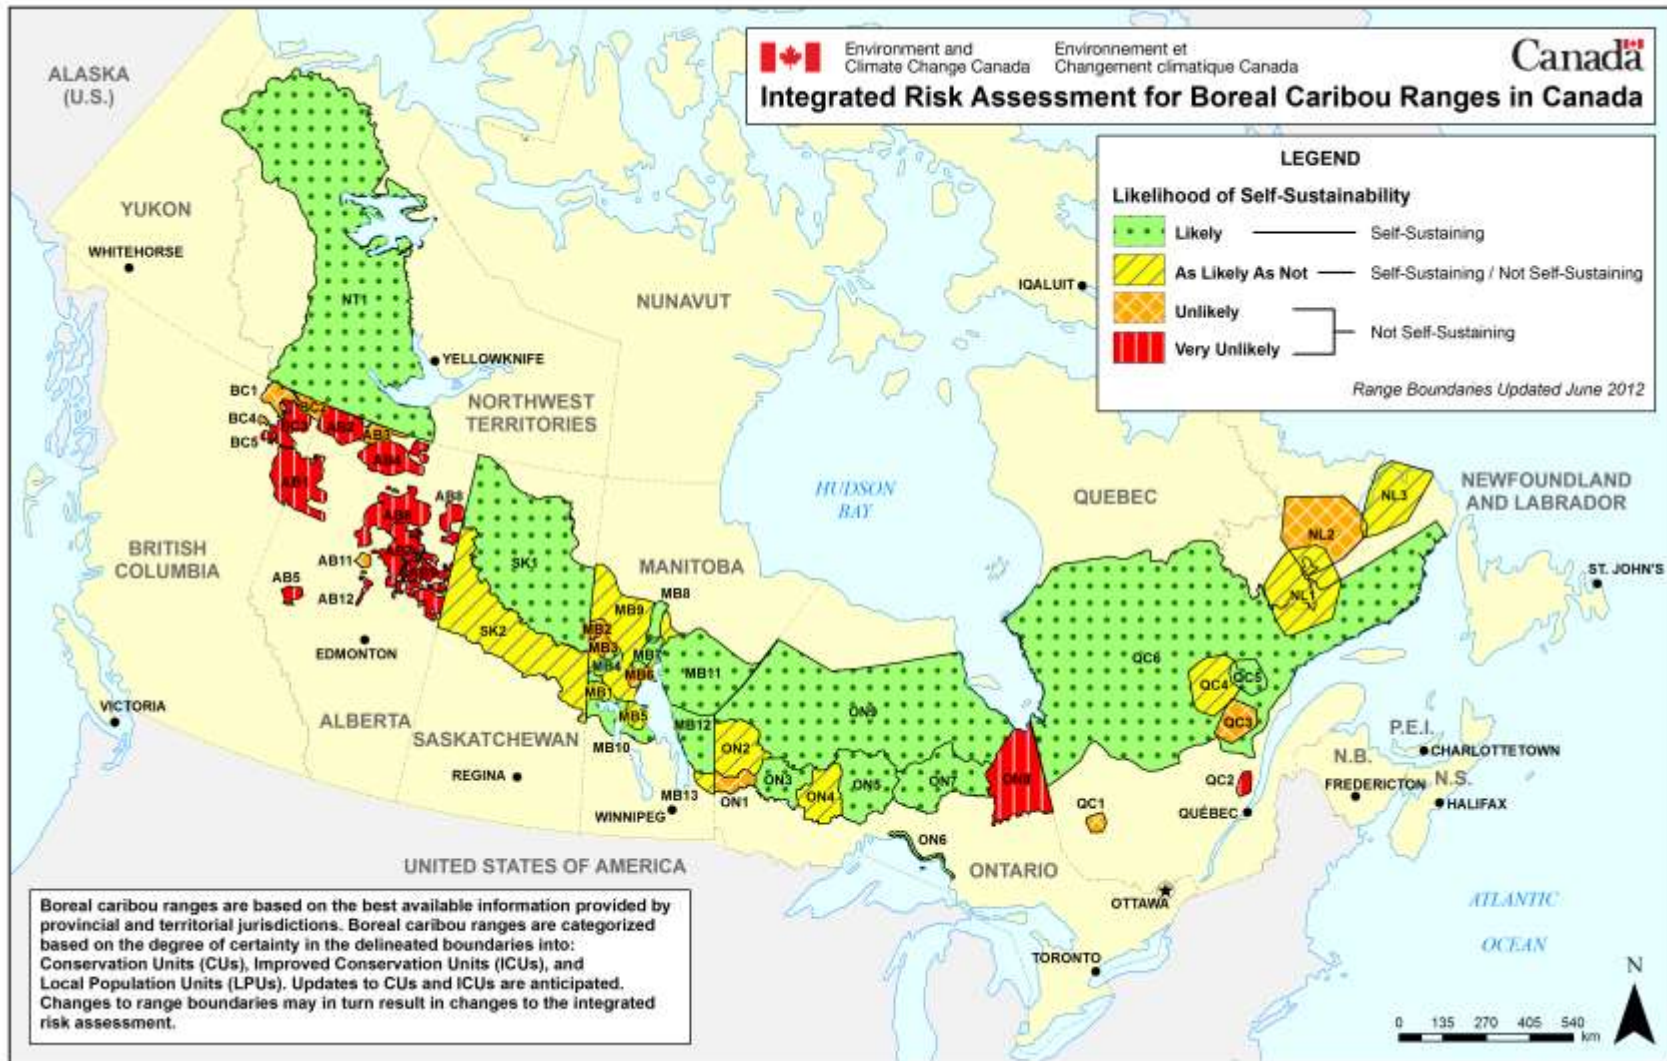 Environment and
Climate Change Canada
Environnement et
Changement climatique Canada
Canada
Integrated Risk Assessment for Boreal Caribou Ranges in Canada
LEGEND
Likelihood of Self-Sustainability
Likely
Self-Sustaining
As Likely As Not
Self-Sustaining / Not Self-Sustaining
Unlikely
Very Unlikely
Not Self-Sustaining
Range Boundaries Updated June 2012
ALASKA
(U.S.)
YUKON
WHITEHORSE
NT1
NUNAVUT
IQALUIT
YELLOWKNIFE
NORTHWEST
TERRITORIES
BC1
BC2
BC4
BC3
AB2
AB3
BC5
AB4
AB1
AB8
AB6
HUDSON
BAY
QUEBEC
NL3
NEWFOUNDLAND
AND LABRADOR
NL2
BRITISH
COLUMBIA
AB11
AB5
AB12
SK1
MANITOBA
MB8
ST. JOHN'S
NL1
MB9
SK2
MB2
MB3
MB7
MB4
MB6
MB11
EDMONTON
QC6
QC5
QC4
MB1
VICTORIA
ALBERTA
MB5
MB12
ON9
QC3
SASKATCHEWAN
MB10
ON2
P.E.I.
CHARLOTTETOWN
N.B.
REGINA
ON3
ON5
ON7
ON8
QC2
FREDERICTON
N.S.
HALIFAX
MB13
ON1
ON4
QC1
QUÉBEC
WINNIPEG
ON6
UNITED STATES OF AMERICA
ONTARIO
OTTAWA
ATLANTIC
OCEAN
TORONTO
Boreal caribou ranges are based on the best available information provided by
provincial and territorial jurisdictions. Boreal caribou ranges are categorized
based on the degree of certainty in the delineated boundaries into:
Conservation Units (CUs), Improved Conservation Units (ICUs), and
Local Population Units (LPUs). Updates to CUs and ICUs are anticipated.
Changes to range boundaries may in turn result in changes to the integrated
risk assessment.
N
0 135 270 405 540
km